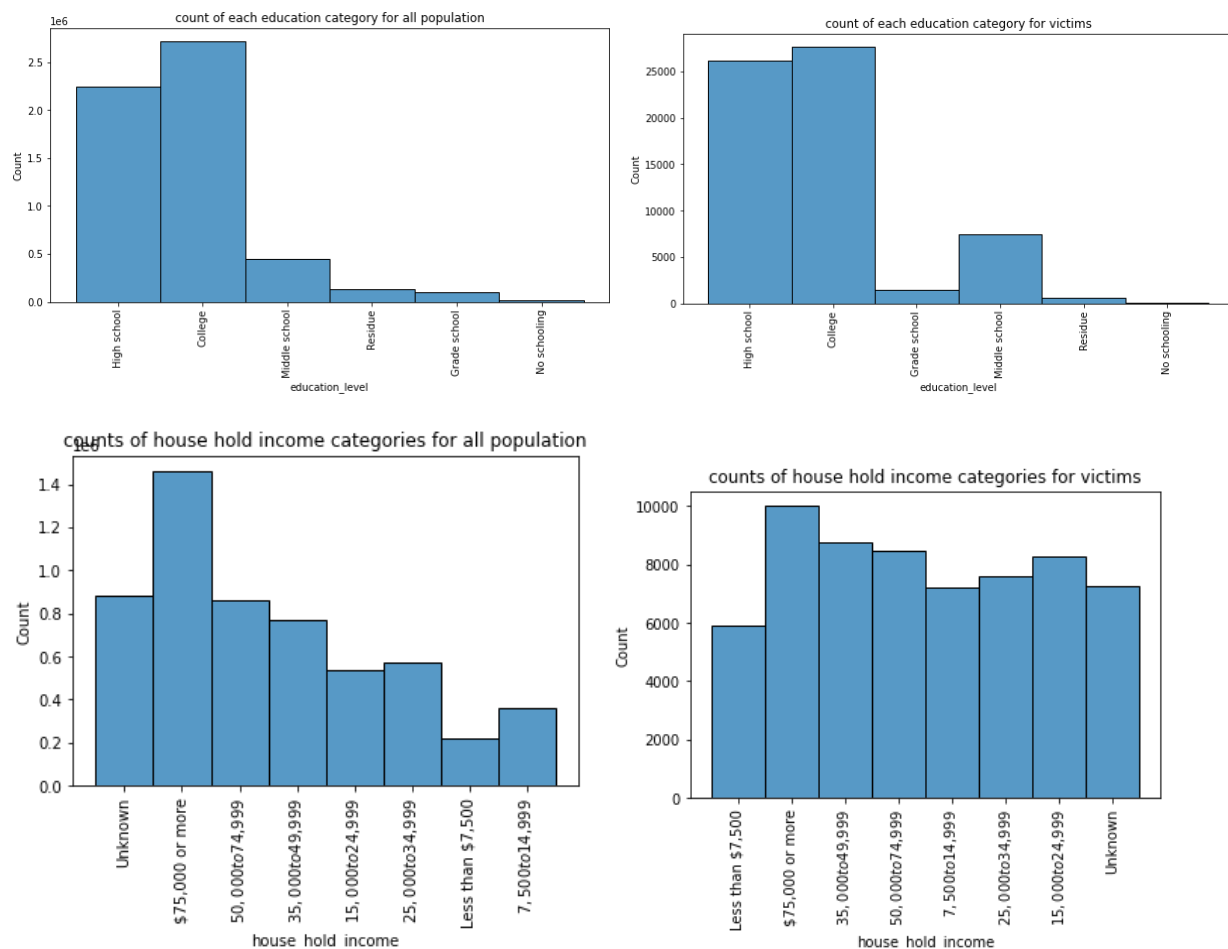 count of each education category for all population
1e6
2.5
2.0
1.5
1.0
0.5
0.0
Count
High school
College
Middle school
Residue
Grade school
No schooling
education_level
count of each education category for victims
25000
20000
15000
10000
5000
0
Count
High school
College
Grade school
Middle school
Residue
No schooling
education_level
counts of house hold income categories for all population
1e6
1.4
1.2
1.0
0.8
0.6
0.4
0.2
0.0
Count
Unknown
$75,000 or more
50,000to74,999
35,000to49,999
15,000to24,999
25,000to34,999
Less than $7,500
7,500to14,999
house_hold_income
counts of house hold income categories for victims
10000
8000
6000
4000
2000
0
Count
Less than $7,500
$75,000 or more
35,000to49,999
50,000to74,999
7,500to14,999
25,000to34,999
15,000to24,999
Unknown
house_hold_income